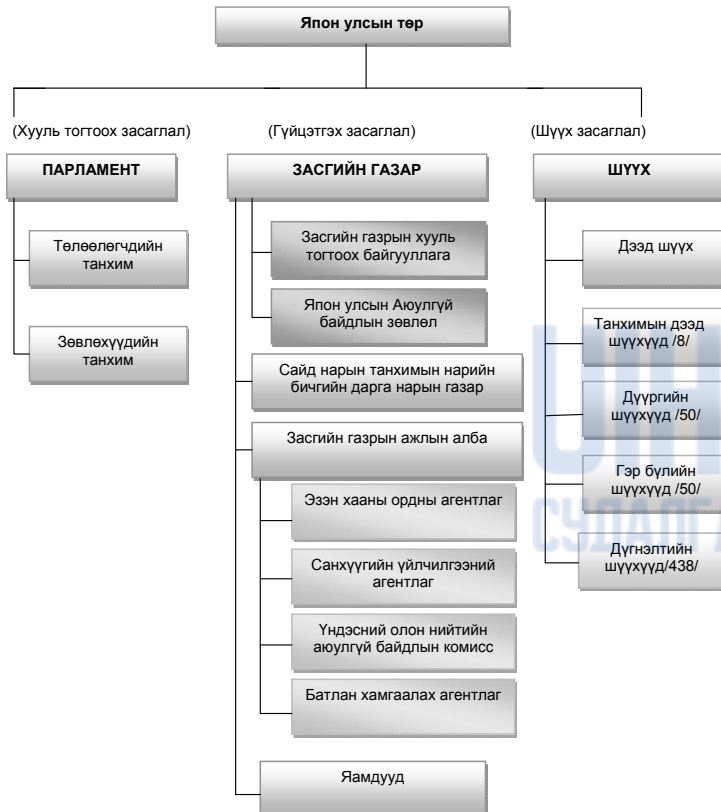 Япон улсын төр
(Хууль тогтоох засаглал)
(Гүйцэтгэх засаглал)
(Шүүх засаглал)
ПАРЛАМЕНТ
Төлөөлөгчдийн
танхим
Зөвлөхүүдийн
танхим
ЗАСГИЙН ГАЗАР
Засгийн газрын хууль
тогтоох байгууллага
Япон улсын Аюулгүй
байдлын зөвлөл
Сайд нарын танхимын нарийн
бичгийн дарга нарын газар
Засгийн газрын ажлын алба
Эзэн хааны ордны агентлаг
Санхүүгийн үйлчилгээний
агентлаг
Үндэсний олон нийтийн
аюулгүй байдлын комисс
Батлан хамгаалах агентлаг
Яамдууд
ШҮҮХ
Дээд шүүх
Танхимын дээд
шүүхүүд /8/
Дүүргийн
шүүхүүд /50/
Гэр бүлийн
шүүхүүд /50/
Дүгнэлтийн
шүүхүүд/438/